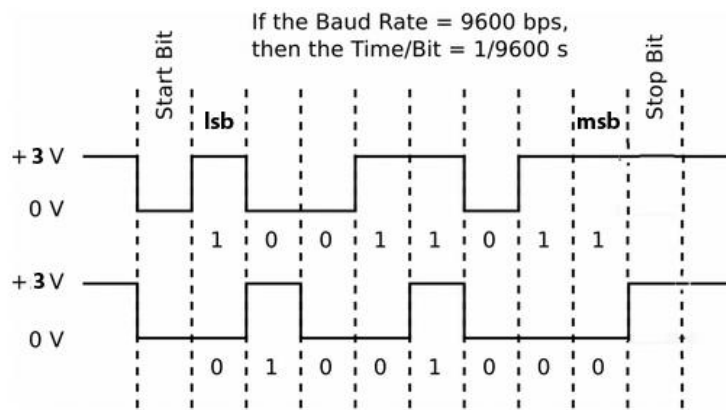 If the Baud Rate = 9600 bps,
then the Time/Bit = 1/9600 s
Start Bit
Stop Bit
lsb
msb
+ 3 V
0 V
1 0 0 1 1 0 1 1
+ 3 V
0 V
0 1 0 0 1 0 0 0